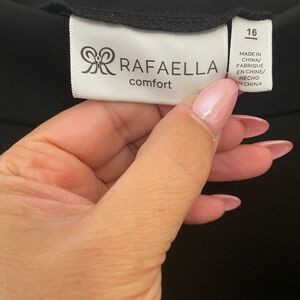 RAFAELLA
comfort
16
MADE IN
CHINA/
FABRIQUÉ
EN CHINE/
HECHO
EN CHINA